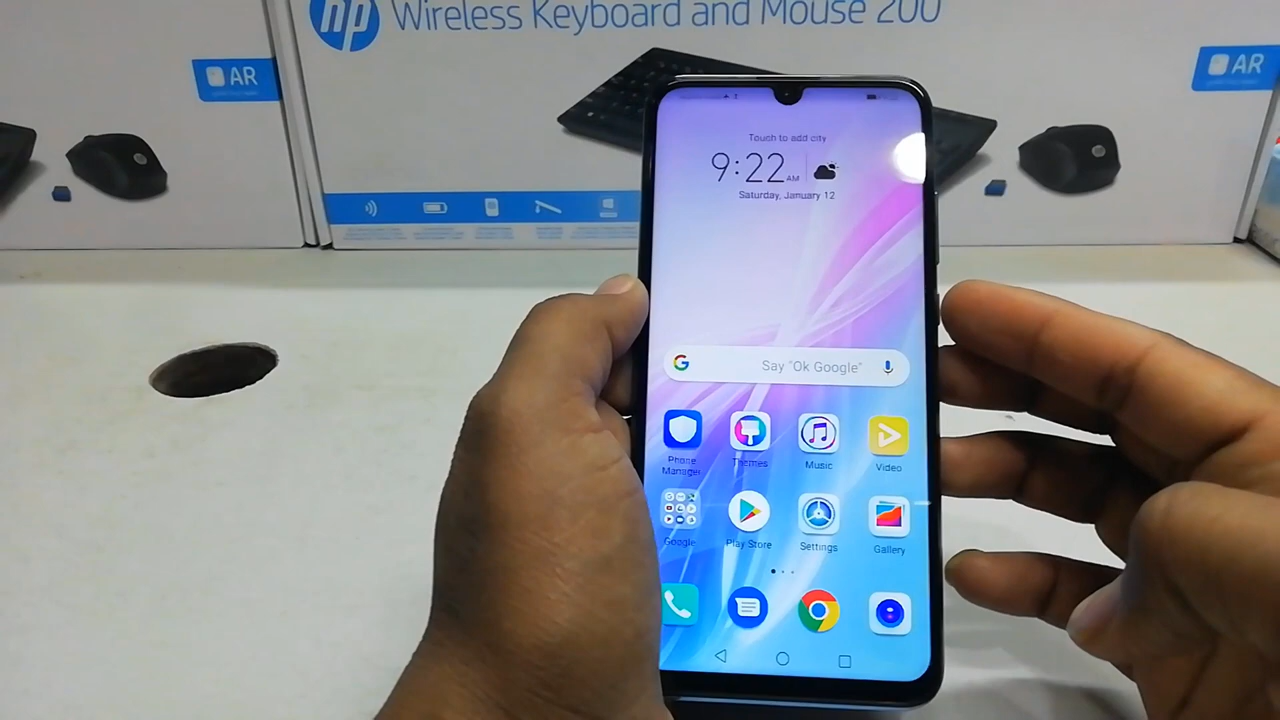 hp Wireless Keyboard and Mouse 200
AR
AR
Touch to add city
9:22 AM
Saturday, January 12
G Say "Ok Google"
Phone Manager
Themes
Music
Video
Google
Play Store
Settings
Gallery